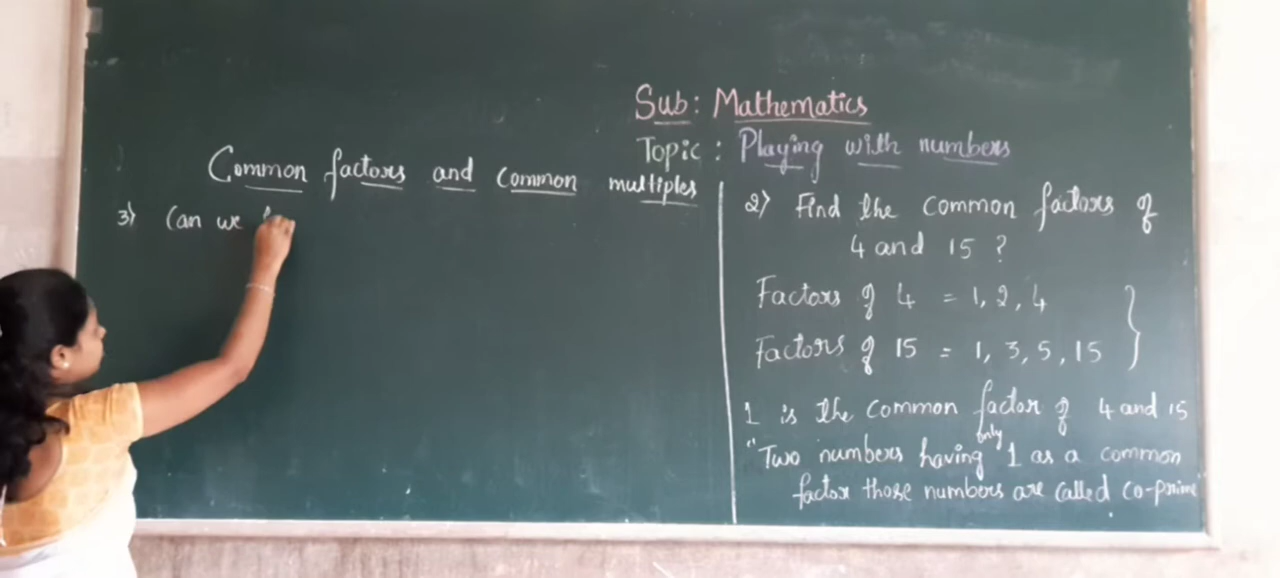 Sub: Mathematics
Topic: Playing with numbers
Common factors and common multiples
3) Can we
2) Find the common factors of
4 and 15 ?
Factors of 4 = 1, 2, 4
Factors of 15 = 1, 3, 5, 15
1 is the common factor of 4 and 15
"Two numbers having only 1 as a common
factor those numbers are called co-prime